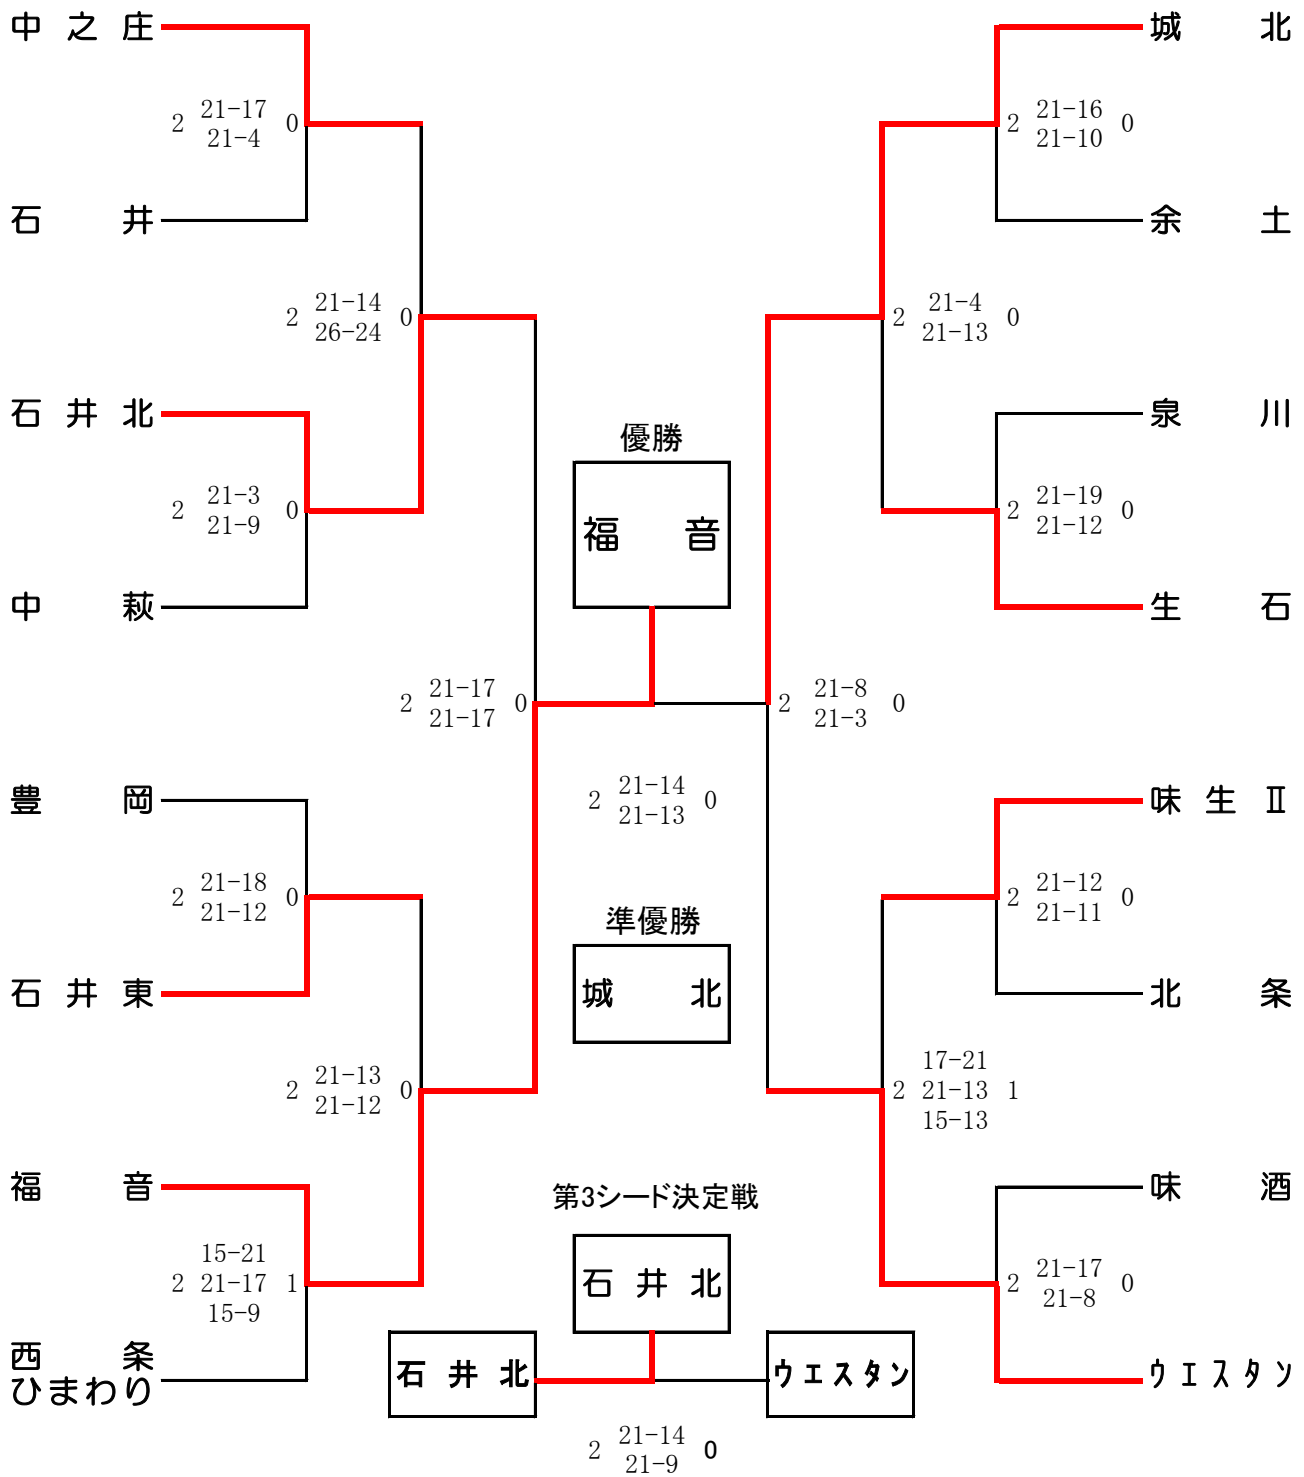 中之庄
2 21-17 0
21-4
石井
2 21-14 0
26-24
石井北
2 21-3 0
21-9
中萩
2 21-17 0
21-17
豊岡
2 21-18 0
21-12
石井東
2 21-13 0
21-12
福音
15-21
2 21-17 1
15-9
西条
ひまわり
優勝
福音
2 21-14 0
21-13
準優勝
城北
第3シード決定戦
石井北
石井北
ウエスタン
2 21-14 0
21-9
城北
2 21-16 0
21-10
余土
2 21-4 0
21-13
泉川
2 21-19 0
21-12
生石
2 21-8 0
21-3
味生Ⅱ
2 21-12 0
21-11
北条
17-21
2 21-13 1
15-13
味酒
2 21-17 0
21-8
ウエスタン